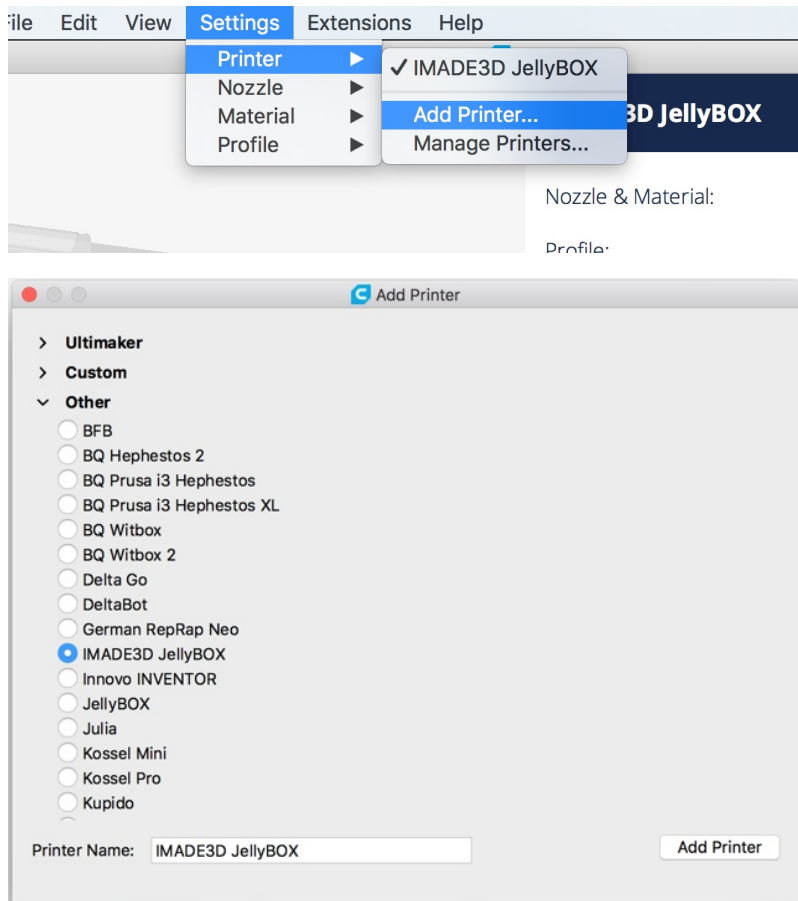 Edit View Settings Extensions Help
Printer
Nozzle
Material
Profile
IMADE3D JellyBOX
Add Printer...
Manage Printers...
3D JellyBOX
Nozzle & Material:
Profile:
Add Printer
Ultimaker
Custom
Other
BFB
BQ Hephestos 2
BQ Prusa i3 Hephestos
BQ Prusa i3 Hephestos XL
BQ Witbox
BQ Witbox 2
Delta Go
DeltaBot
German RepRap Neo
IMADE3D JellyBOX
Innovo INVENTOR
JellyBOX
Julia
Kossel Mini
Kossel Pro
Kupido
Printer Name: IMADE3D JellyBOX Add Printer